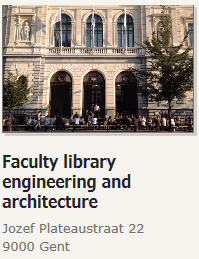 Faculty library
engineering and
architecture
Jozef Plateaustraat 22
9000 Gent